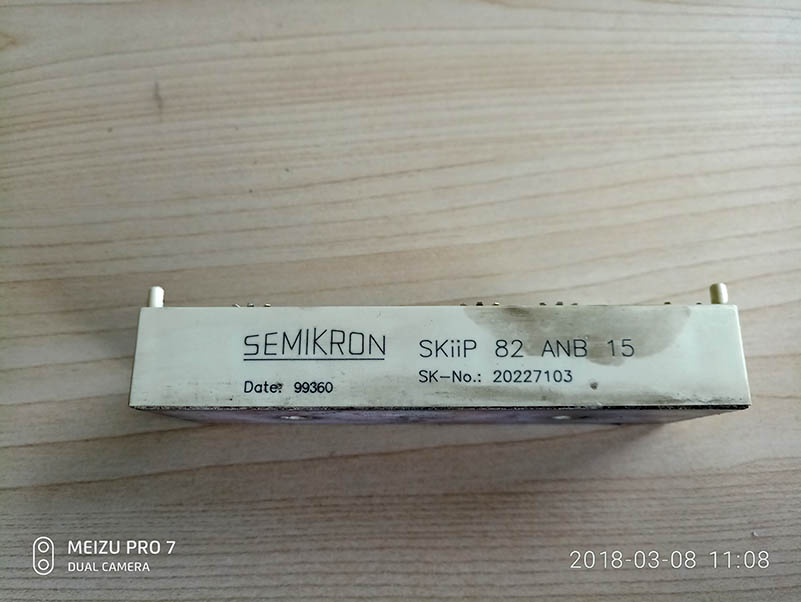 SEMIKRON
Date: 99360
SKiiP 82 ANB 15
SK-No.: 20227103
MEIZU PRO 7
DUAL CAMERA
2018-03-08 11:08